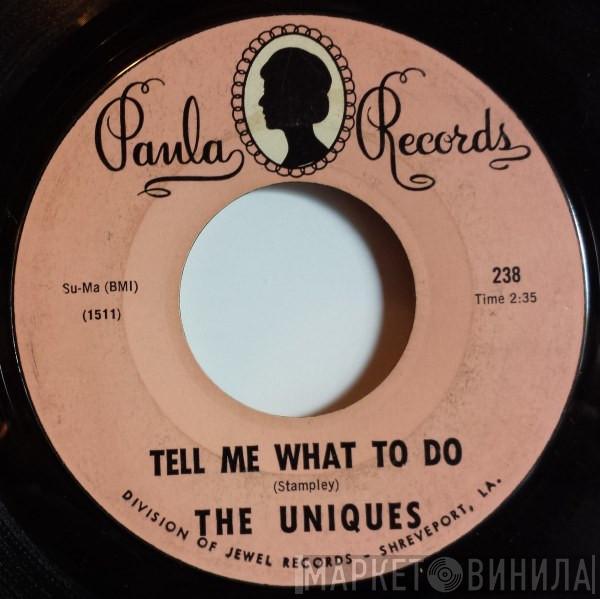 Paula Records
Su-Ma (BMI)
(1511)
238
Time 2:35
TELL ME WHAT TO DO
(Stampley)
THE UNIQUES
DIVISION OF JEWEL RECORDS - SHREVEPORT, LA.
МАРКЕТ ВИНИЛА